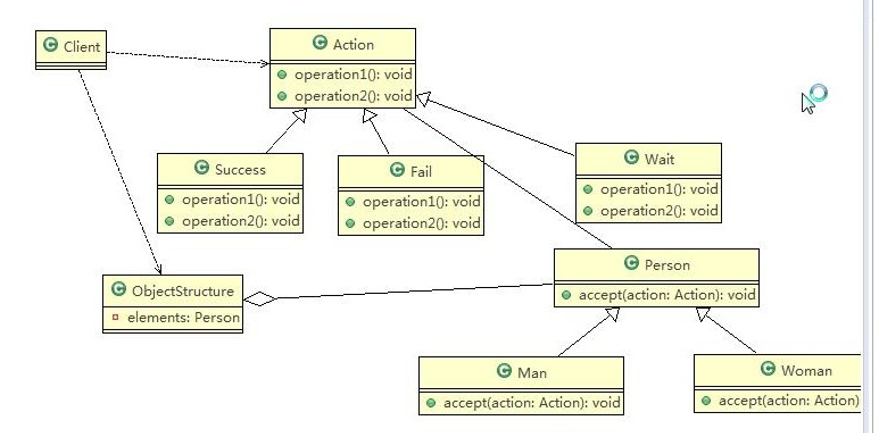 Client
Action
operation1(): void
operation2(): void
Success
operation1(): void
operation2(): void
Fail
operation1(): void
operation2(): void
Wait
operation1(): void
operation2(): void
ObjectStructure
elements: Person
Person
accept(action: Action): void
Man
accept(action: Action): void
Woman
accept(action: Action)